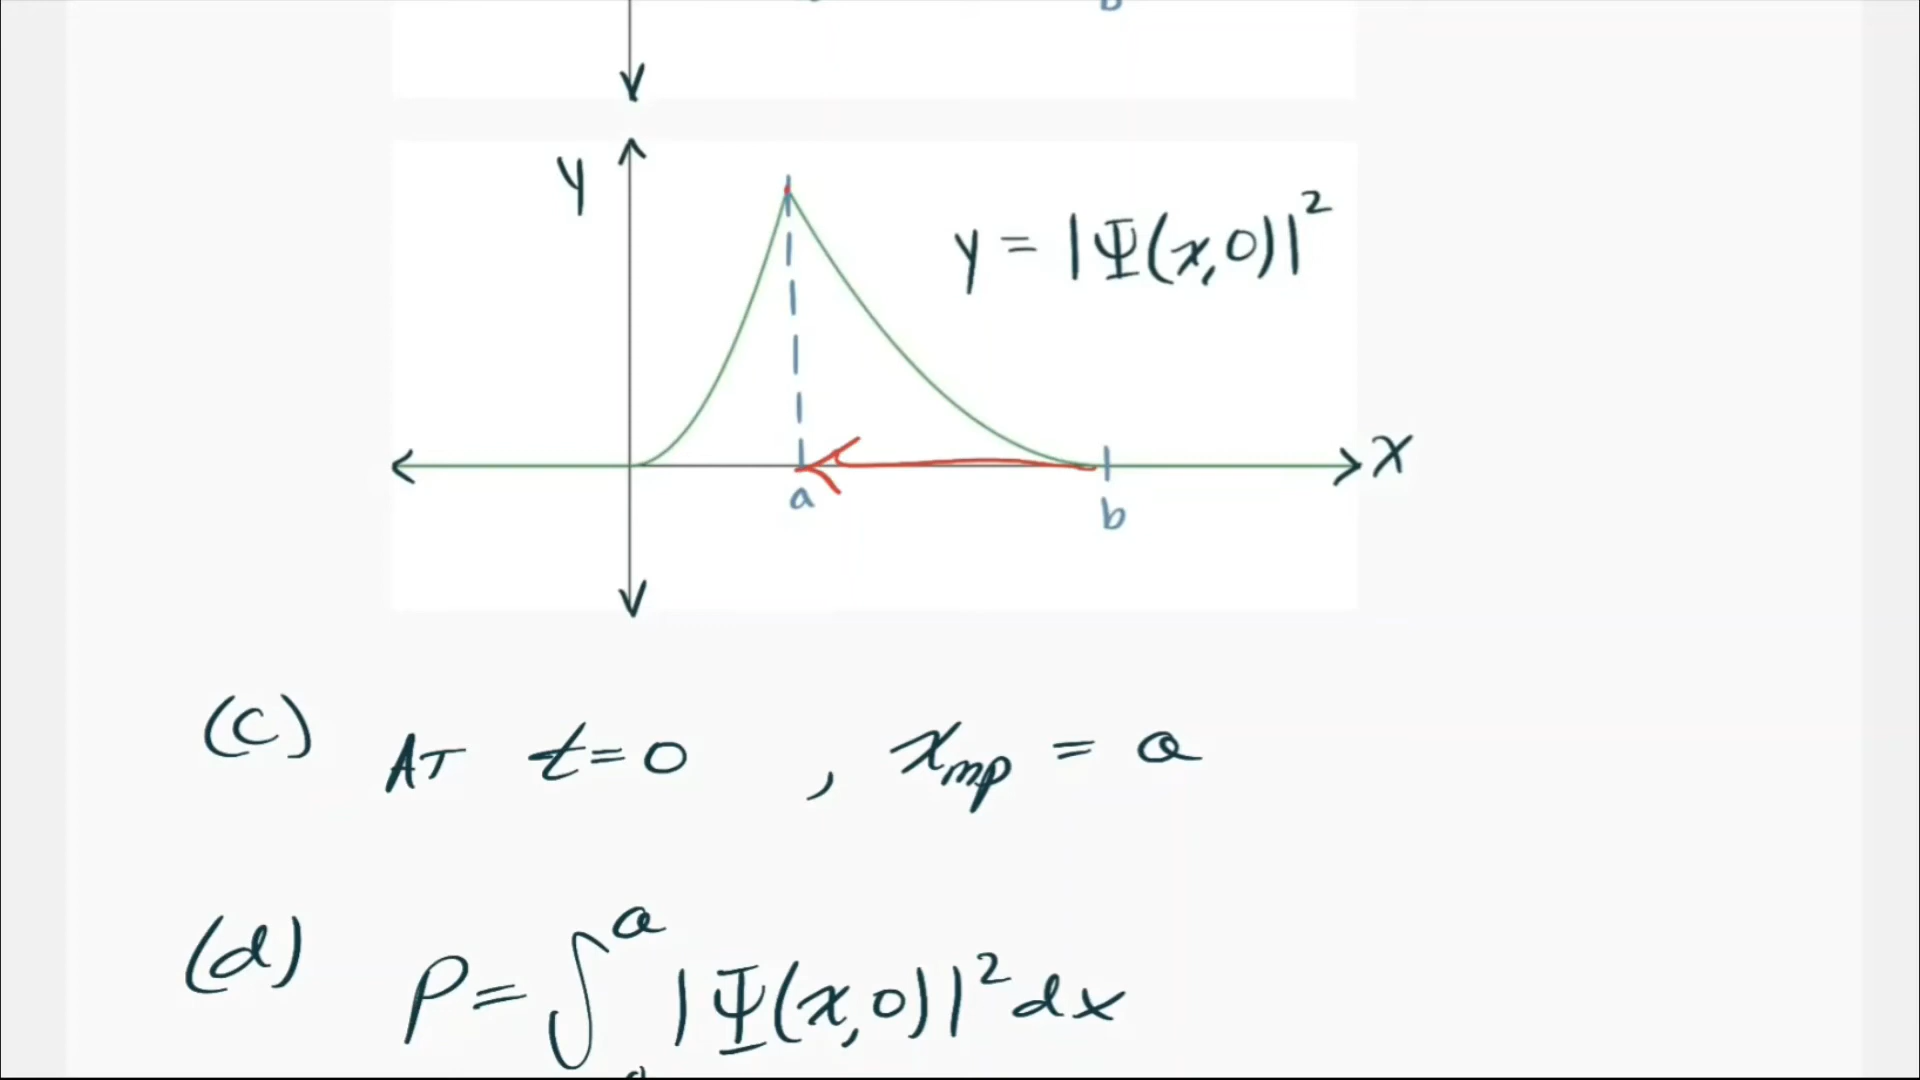 y
y = |Ψ(x,0)|²
x
a
b
(c) AT t=0 , x_mp = a
(d) P = ∫^a |Ψ(x,0)|² dx